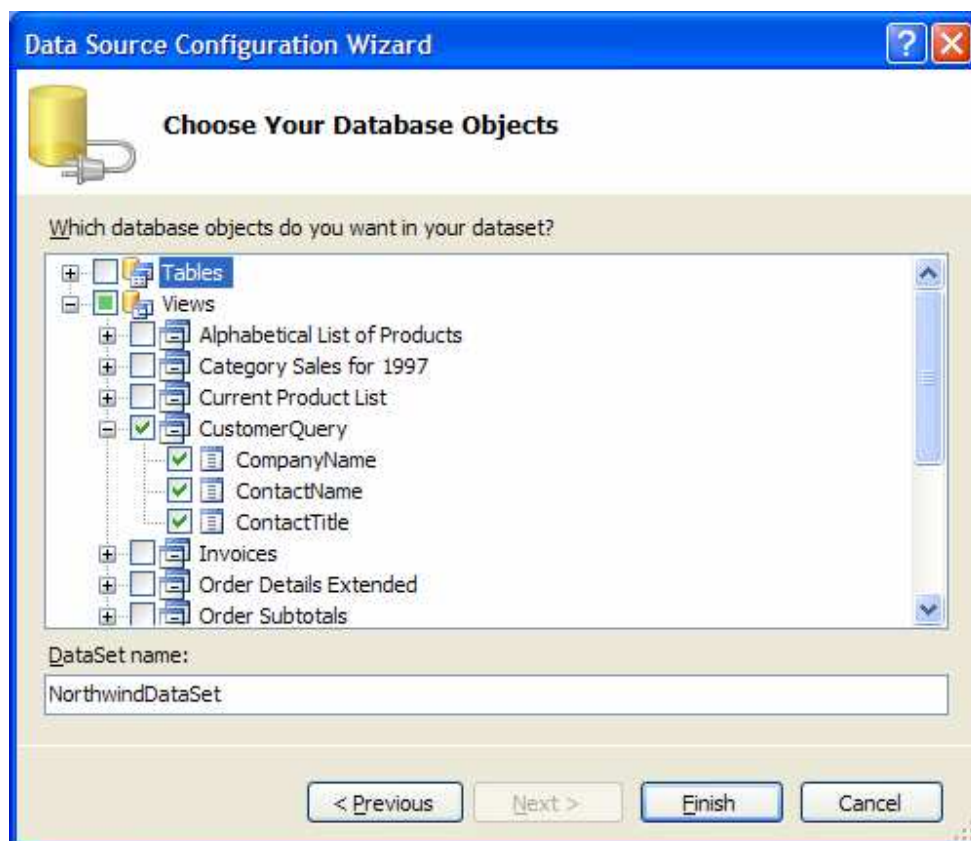 Data Source Configuration Wizard
Choose Your Database Objects
Which database objects do you want in your dataset?
Tables
Views
Alphabetical List of Products
Category Sales for 1997
Current Product List
CustomerQuery
CompanyName
ContactName
ContactTitle
Invoices
Order Details Extended
Order Subtotals
DataSet name:
NorthwindDataSet
< Previous Next > Finish Cancel